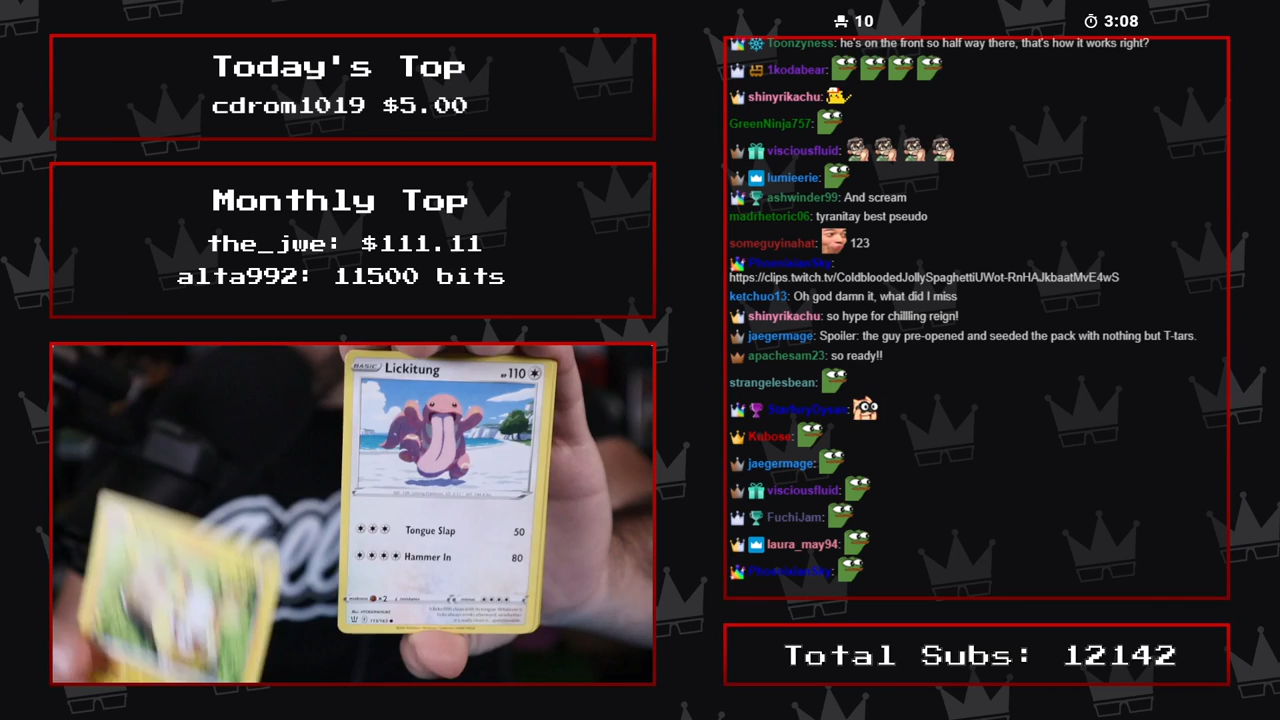 10
3:08
Today's Top
cdrom1019 $5.00
Monthly Top
the_jwe: $111.11
alta992: 11500 bits
BASIC Lickitung 110
Tongue Slap 50
Hammer In 80
Toonzyness: he's on the front so half way there, that's how it works right?
1kodabear:
shinyrikachu:
GreenNinja757:
visciousfluid:
lumieerie:
ashwinder99: And scream
madrhetoric06: tyranitay best pseudo
someguyinahat: 123
https://clips.twitch.tv/ColdbloodedJollySpaghettiUWot-RnHAJkbaatMvE4wS
ketchuo13: Oh god damn it, what did I miss
shinyrikachu: so hype for chillling reign!
jaegermage: Spoiler: the guy pre-opened and seeded the pack with nothing but T-tars.
apachesam23: so ready!!
strangelesbean:
Kubose:
jaegermage:
visciousfluid:
FuchiJam:
laura_may94:
Total Subs: 12142